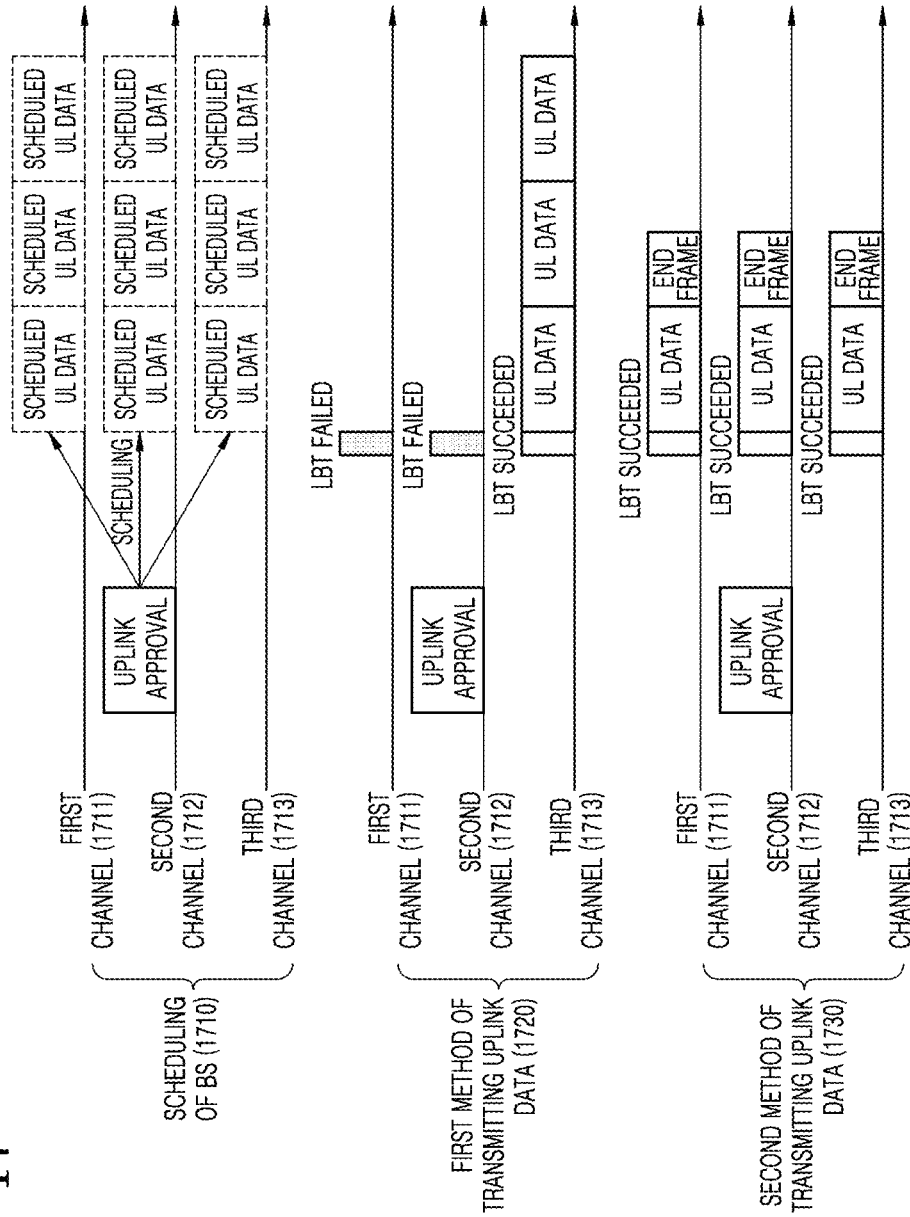 SCHEDULING
OF BS (1710)
FIRST
CHANNEL (1711)
SECOND
CHANNEL (1712)
THIRD
CHANNEL (1713)
UPLINK
APPROVAL
SCHEDULING
SCHEDULED
UL DATA
SCHEDULED
UL DATA
SCHEDULED
UL DATA
SCHEDULED
UL DATA
SCHEDULED
UL DATA
SCHEDULED
UL DATA
SCHEDULED
UL DATA
SCHEDULED
UL DATA
SCHEDULED
UL DATA
FIRST METHOD OF
TRANSMITTING UPLINK
DATA (1720)
FIRST
CHANNEL (1711)
SECOND
CHANNEL (1712)
THIRD
CHANNEL (1713)
UPLINK
APPROVAL
LBT FAILED
LBT FAILED
LBT SUCCEEDED
UL DATA
UL DATA
UL DATA
SECOND METHOD OF
TRANSMITTING UPLINK
DATA (1730)
FIRST
CHANNEL (1711)
SECOND
CHANNEL (1712)
THIRD
CHANNEL (1713)
UPLINK
APPROVAL
LBT SUCCEEDED
UL DATA
END
FRAME
LBT SUCCEEDED
UL DATA
END
FRAME
LBT SUCCEEDED
UL DATA
END
FRAME